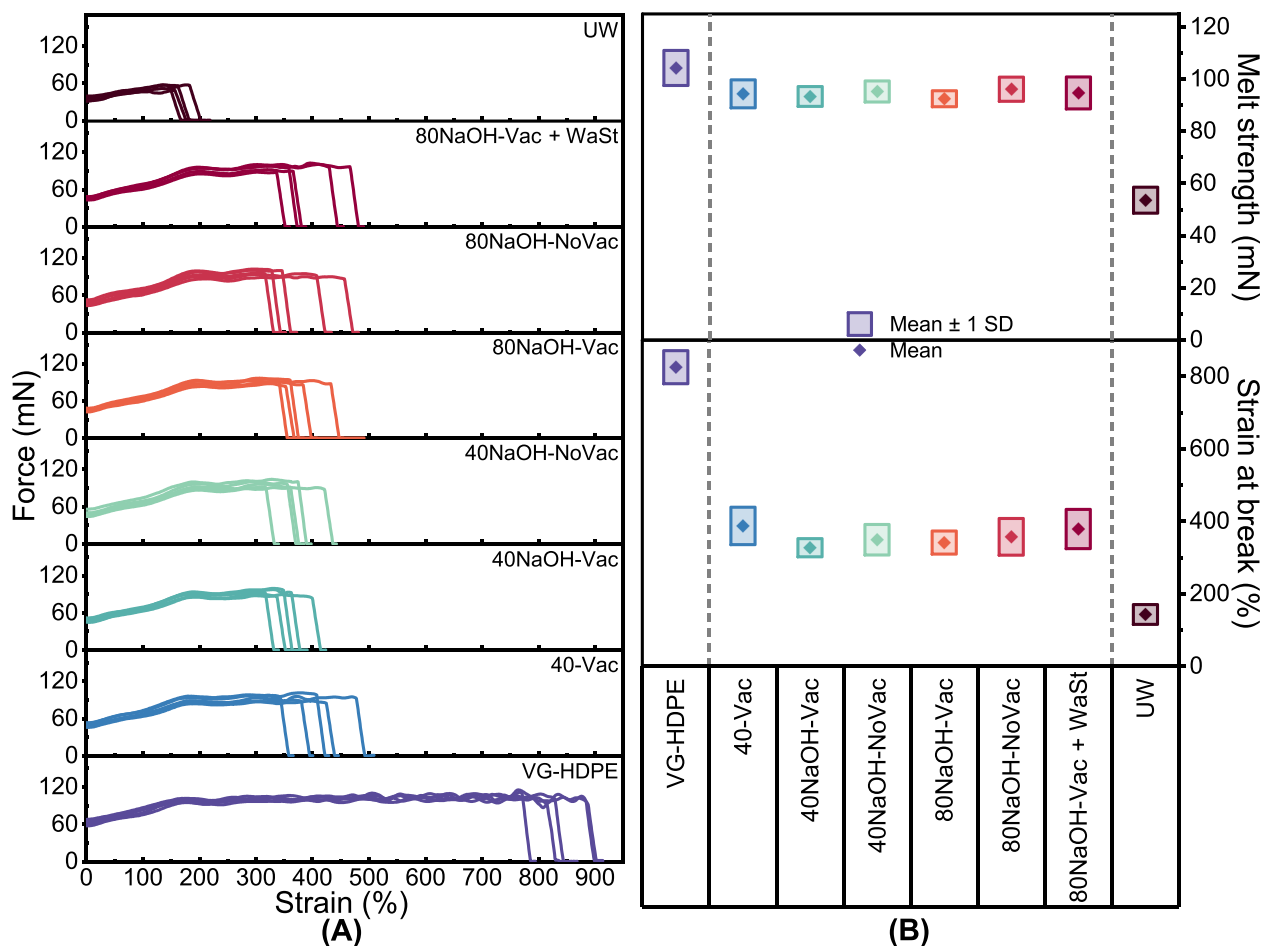 UW
120
60
0
80NaOH-Vac + WaSt
120
60
0
80NaOH-NoVac
120
60
0
80NaOH-Vac
120
60
0
40NaOH-NoVac
120
60
0
40NaOH-Vac
120
60
0
40-Vac
120
60
0
VG-HDPE
120
60
0
Force (mN)
0 100 200 300 400 500 600 700 800 900
Strain (%)
(A)
120
100
80
60
40
20
0
Melt strength (mN)
Mean ± 1 SD
Mean
800
600
400
200
0
Strain at break (%)
VG-HDPE
40-Vac
40NaOH-Vac
40NaOH-NoVac
80NaOH-Vac
80NaOH-NoVac
80NaOH-Vac + WaSt
UW
(B)